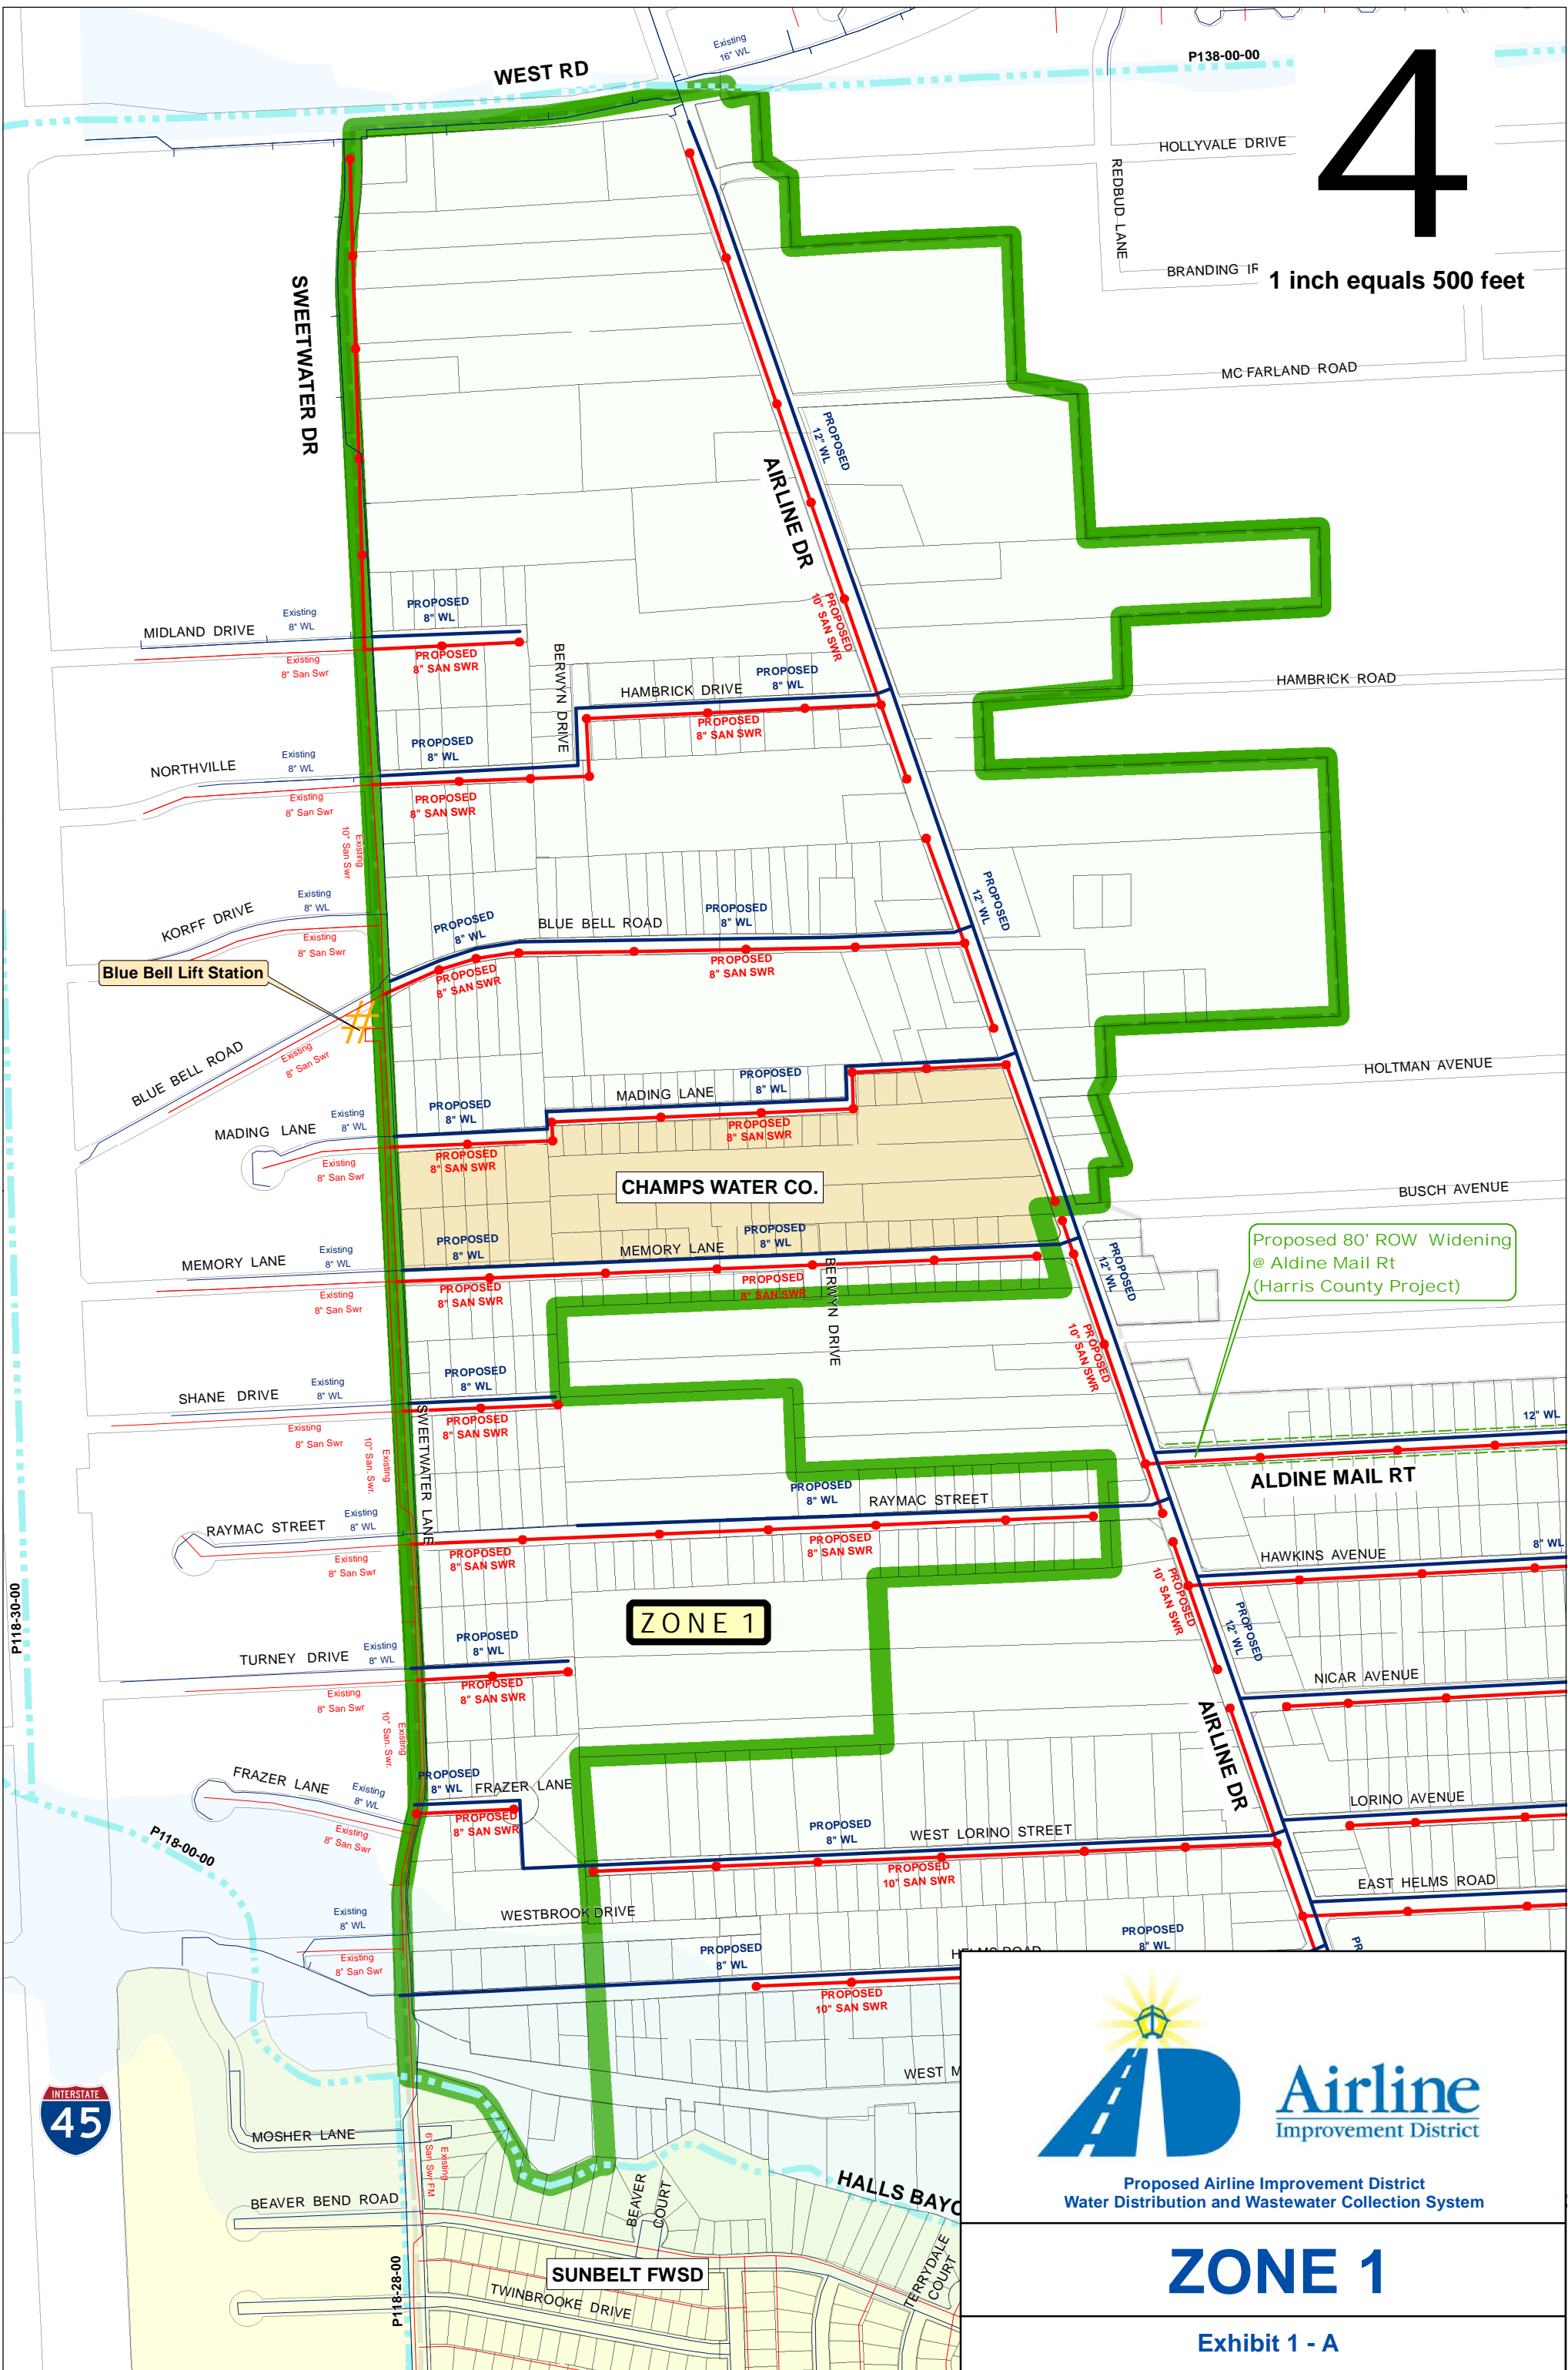 WEST RD
Existing
16" WL
P138-00-00
4
1 inch equals 500 feet
HOLLYVALE DRIVE
REDBUD LANE
BRANDING
MC FARLAND ROAD
SWEETWATER DR
PROPOSED
12" WL
AIRLINE DR
PROPOSED
10" SAN SWR
MIDLAND DRIVE
Existing
8" WL
Existing
8" San Swr
PROPOSED
8" WL
PROPOSED
8" SAN SWR
BERWYN DRIVE
HAMBRICK DRIVE
PROPOSED
8" WL
PROPOSED
8" SAN SWR
HAMBRICK ROAD
NORTHVILLE
Existing
8" WL
Existing
8" San Swr
PROPOSED
8" WL
PROPOSED
8" SAN SWR
Existing
10" San Swr
KORFF DRIVE
Existing
8" WL
Existing
8" San Swr
PROPOSED
8" WL
BLUE BELL ROAD
PROPOSED
8" WL
PROPOSED
8" SAN SWR
PROPOSED
8" SAN SWR
PROPOSED
12" WL
Blue Bell Lift Station
BLUE BELL ROAD
Existing
8" San Swr
HOLTMAN AVENUE
MADING LANE
Existing
8" WL
Existing
8" San Swr
PROPOSED
8" WL
PROPOSED
8" SAN SWR
MADING LANE
PROPOSED
8" WL
PROPOSED
8" SAN SWR
CHAMPS WATER CO.
BUSCH AVENUE
MEMORY LANE
Existing
8" WL
Existing
8" San Swr
PROPOSED
8" WL
PROPOSED
8" SAN SWR
MEMORY LANE
PROPOSED
8" WL
PROPOSED
8" SAN SWR
BERWYN DRIVE
PROPOSED
12" WL
Proposed 80' ROW Widening
@ Aldine Mail Rt
(Harris County Project)
PROPOSED
10" SAN SWR
SHANE DRIVE
Existing
8" WL
Existing
8" San Swr
PROPOSED
8" WL
PROPOSED
8" SAN SWR
SWEETWATER LANE
Existing
10" San. Swr.
12" WL
ALDINE MAIL RT
RAYMAC STREET
Existing
8" WL
Existing
8" San Swr
PROPOSED
8" SAN SWR
PROPOSED
8" WL
RAYMAC STREET
PROPOSED
8" SAN SWR
HAWKINS AVENUE
8" WL
PROPOSED
10" SAN SWR
P118-30-00
ZONE 1
PROPOSED
12" WL
TURNEY DRIVE
Existing
8" WL
Existing
8" San Swr
PROPOSED
8" WL
PROPOSED
8" SAN SWR
NICAR AVENUE
Existing
10" San. Swr.
AIRLINE DR
FRAZER LANE
Existing
8" WL
Existing
8" San Swr
PROPOSED
8" WL
FRAZER LANE
PROPOSED
8" SAN SWR
LORINO AVENUE
P118-00-00
PROPOSED
8" WL
WEST LORINO STREET
PROPOSED
10" SAN SWR
EAST HELMS ROAD
WESTBROOK DRIVE
Existing
8" WL
Existing
8" San Swr
PROPOSED
8" WL
PROPOSED
8" WL
PR
PROPOSED
10" SAN SWR
WEST M
INTERSTATE
45
MOSHER LANE
Existing
6" San Swr FM
BEAVER BEND ROAD
BEAVER
COURT
HALLS BAYO
TERRYDALE
COURT
SUNBELT FWSD
TWINBROOKE DRIVE
P118-28-00
Airline
Improvement District
Proposed Airline Improvement District
Water Distribution and Wastewater Collection System
ZONE 1
Exhibit 1 - A